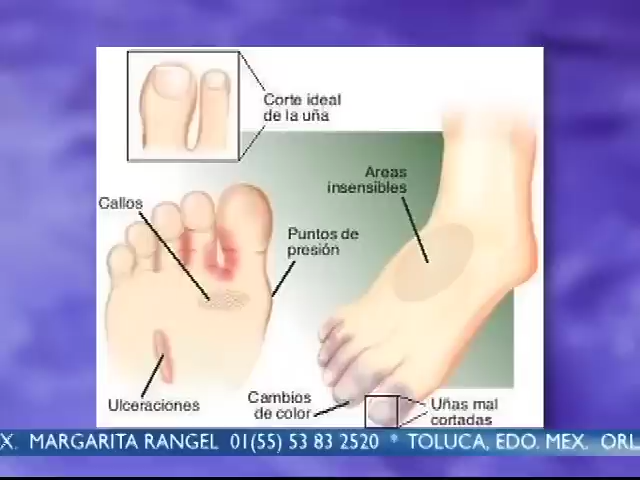 Corte ideal
de la uña
Areas
insensibles
Callos
Puntos de
presión
Ulceraciones
Cambios
de color
Uñas mal
cortadas
X. MARGARITA RANGEL 01(55) 53 83 2520 * TOLUCA, EDO. MEX. ORL